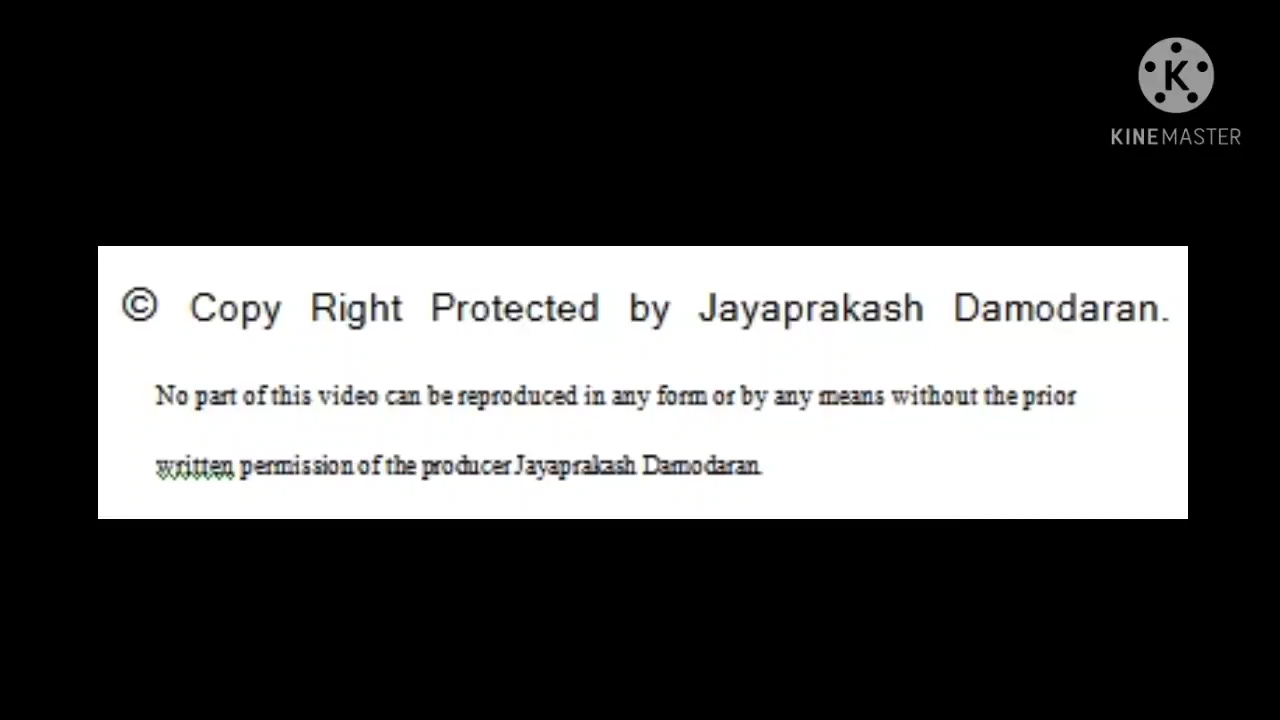 K
KINEMASTER
© Copy Right Protected by Jayaprakash Damodaran.
No part of this video can be reproduced in any form or by any means without the prior
written permission of the producer Jayaprakash Damodaran.